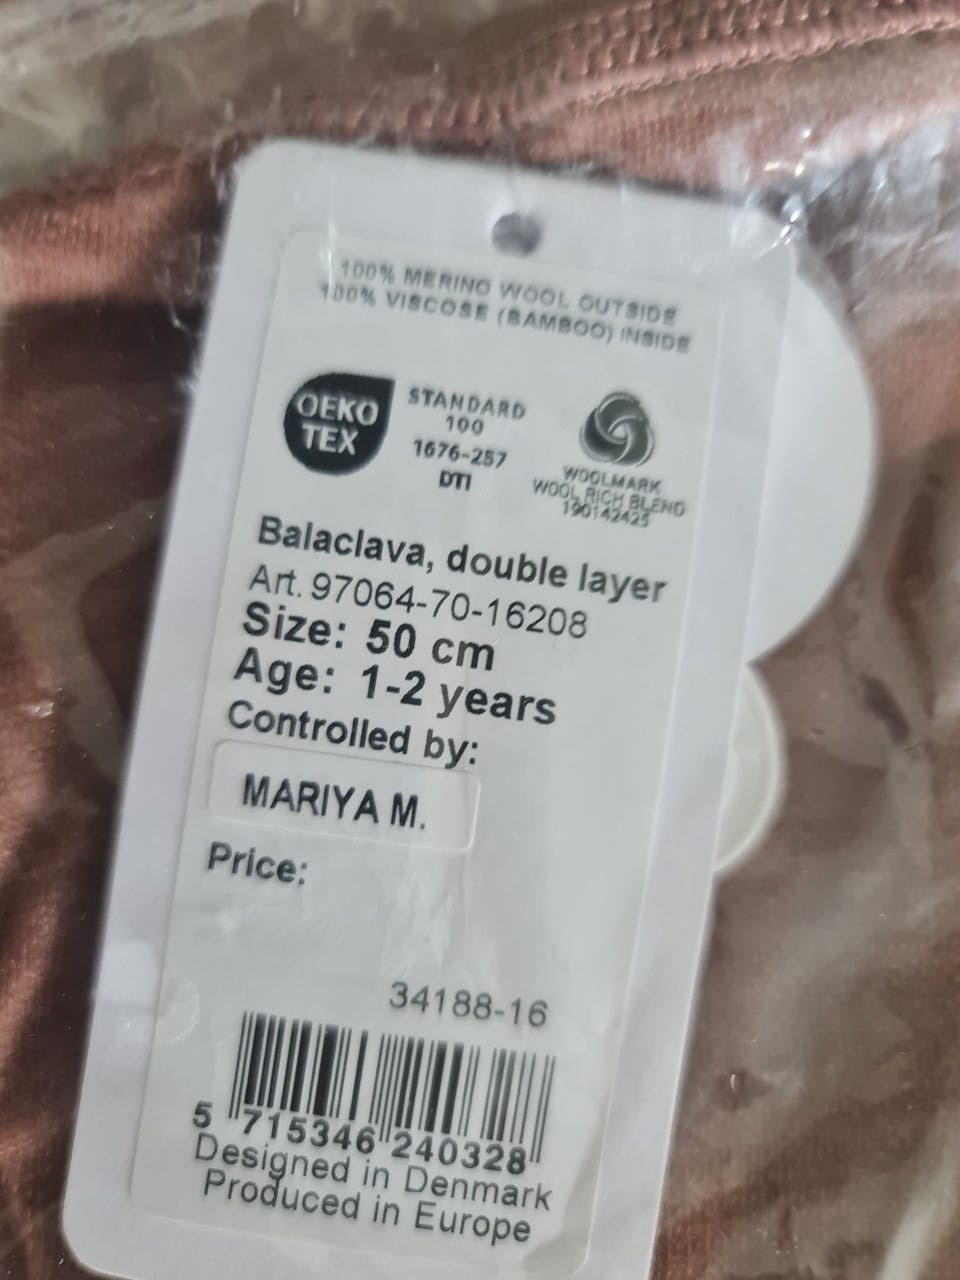 100% MERINO WOOL OUTSIDE
100% VISCOSE (BAMBOO) INSIDE
OEKO
TEX
STANDARD
100
1676-257
DTI
WOOLMARK
WOOL RICH BLEND
190142425
Balaclava, double layer
Art. 97064-70-16208
Size: 50 cm
Age: 1-2 years
Controlled by:
MARIYA M.
Price:
34188-16
5 715346 240328
Designed in Denmark
Produced in Europe